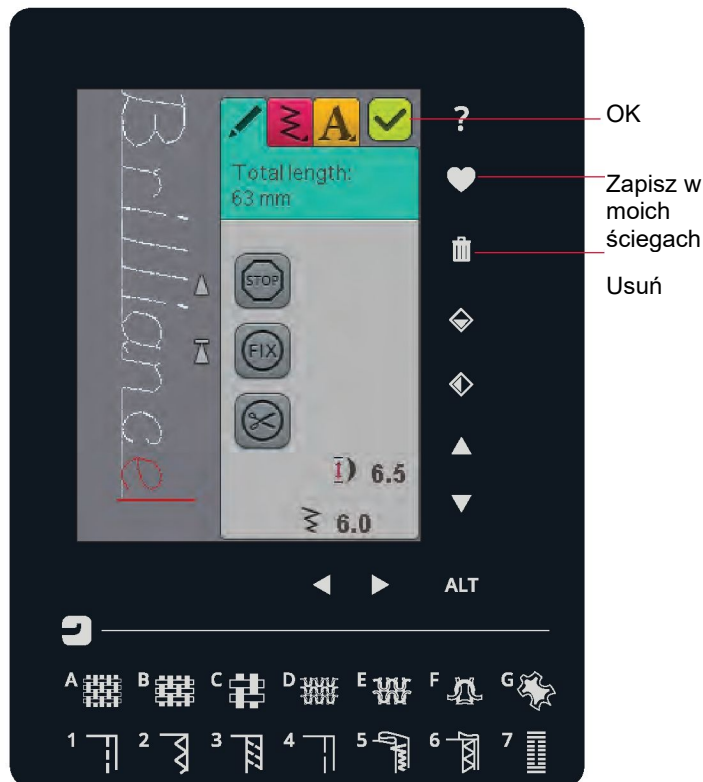 Brilliance
A
Total length:
63 mm
STOP
FIX
6.5
6.0
?
OK
Zapisz w
moich
ściegach
Usuń
ALT
A B C D E F G
1 2 3 4 5 6 7